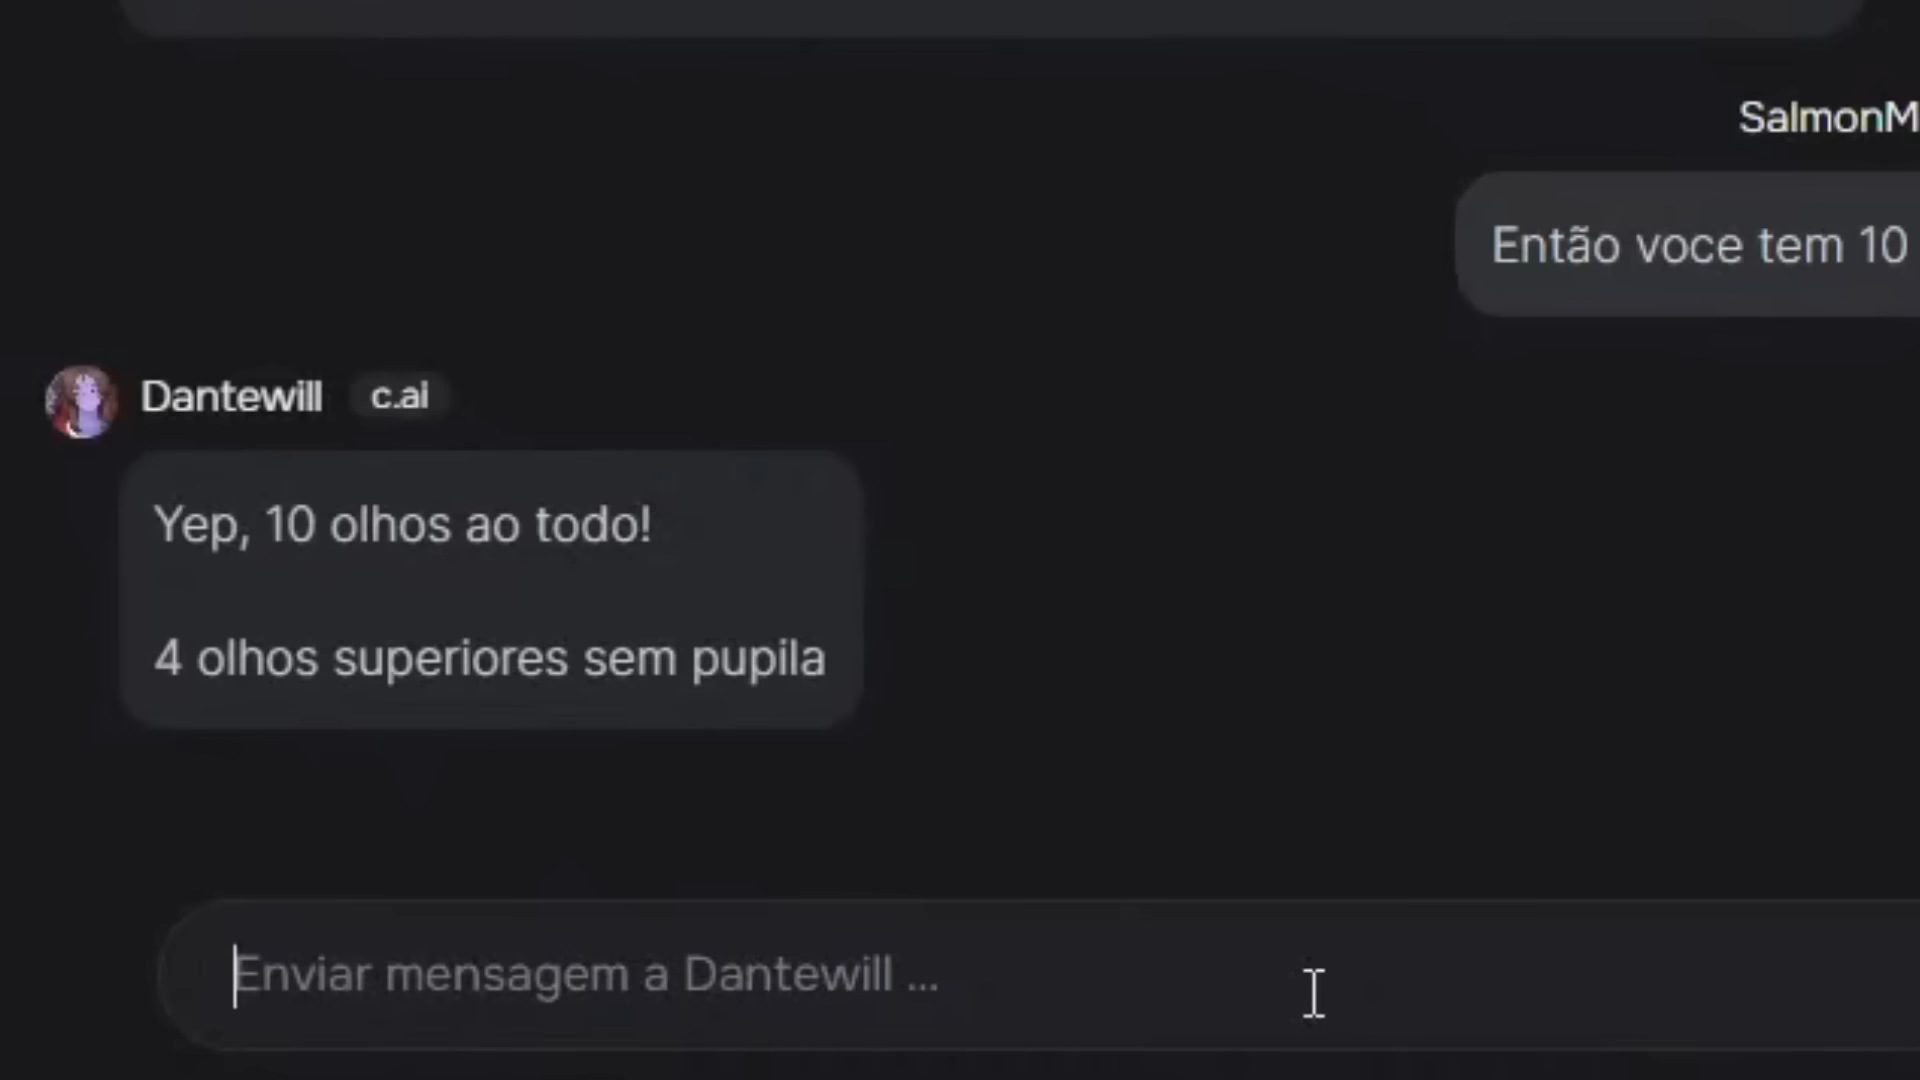 SalmonM
Então voce tem 10
Dantewill c.ai
Yep, 10 olhos ao todo!
4 olhos superiores sem pupila
Enviar mensagem a Dantewill ...